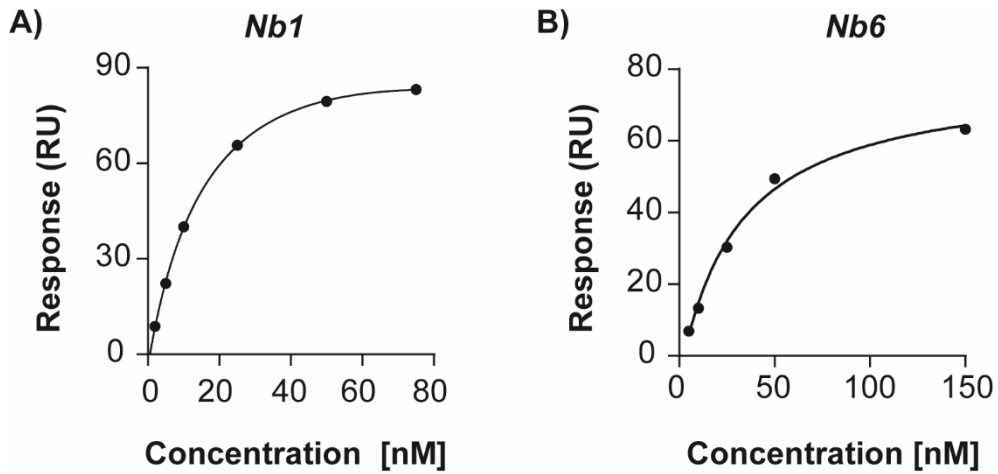 A) Nb1
90
60
30
0
0 20 40 60 80
Response (RU)
Concentration [nM]
B) Nb6
80
60
40
20
0
0 50 100 150
Response (RU)
Concentration [nM]